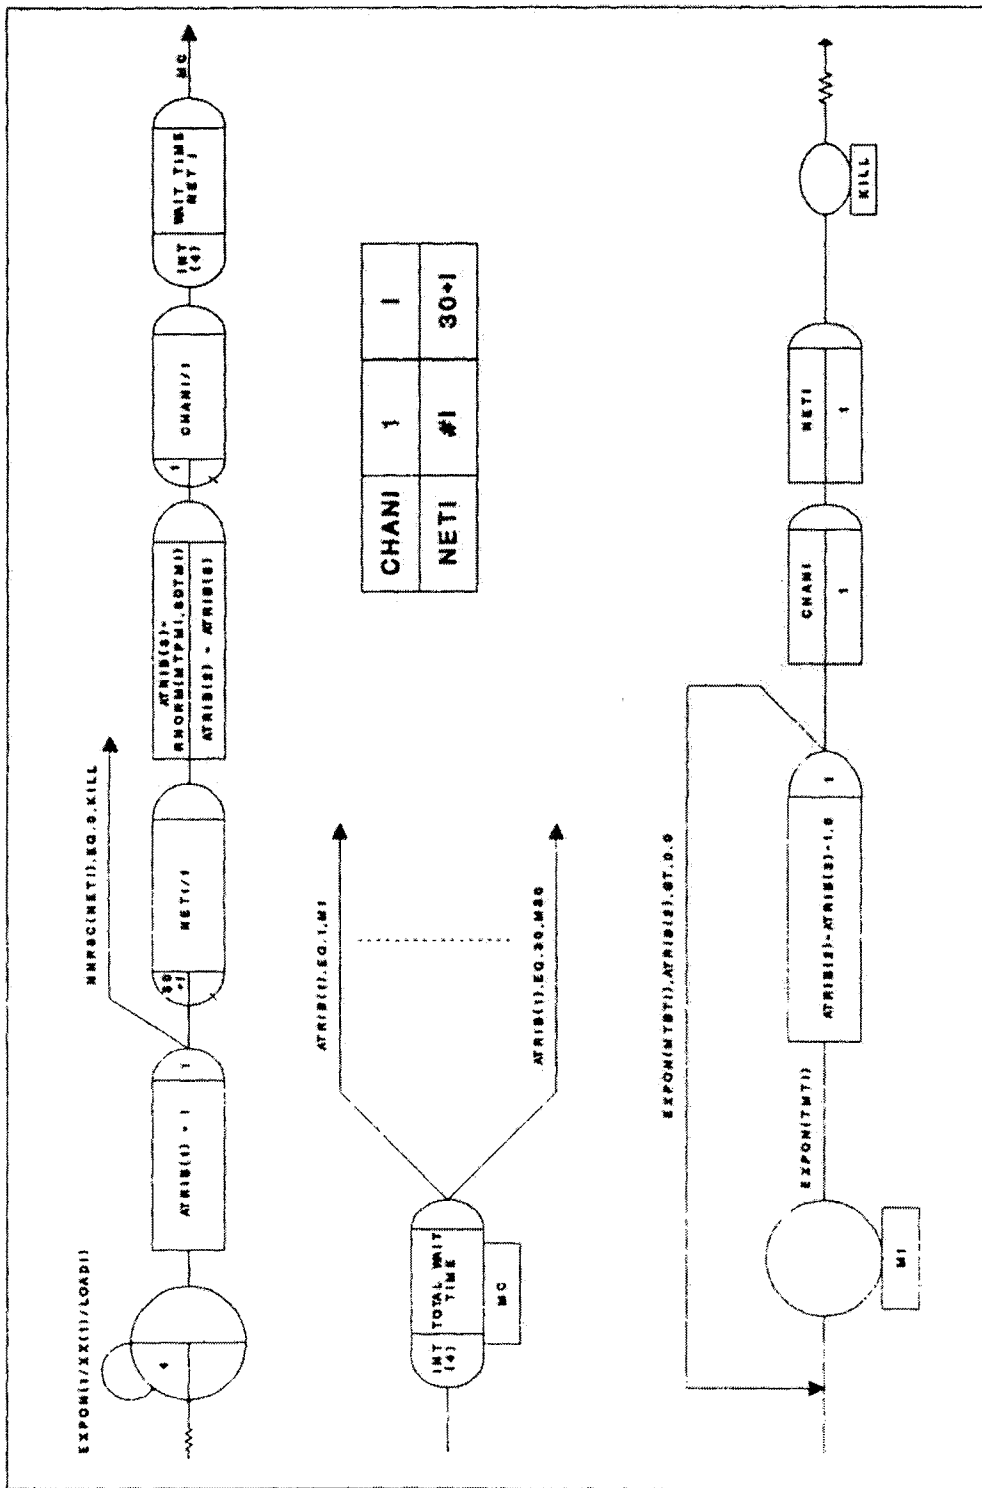 EXPON(1/XX(1)/LOADI)
4
ATRIB(1) = I
1
NNRSC(NETI).EQ.0,KILL
30
+I
NETI/1
ATRIB(3)=
RNORM(MTPMI,SDTMI)
ATRIB(2) = ATRIB(3)
I
CHANI/1
INT
(4)
WAIT TIME
NET I
MC
INT
(4)
TOTAL WAIT
TIME
MC
ATRIB(1).EQ.1,M1
ATRIB(1).EQ.30,M30
CHANI
1
I
NETI
#I
30+I
MI
EXPON(TMTI)
EXPON(MTBTI),ATRIB(2).GT.0.0
ATRIB(2)=ATRIB(2)-1.0
1
CHANI
1
NETI
1
KILL